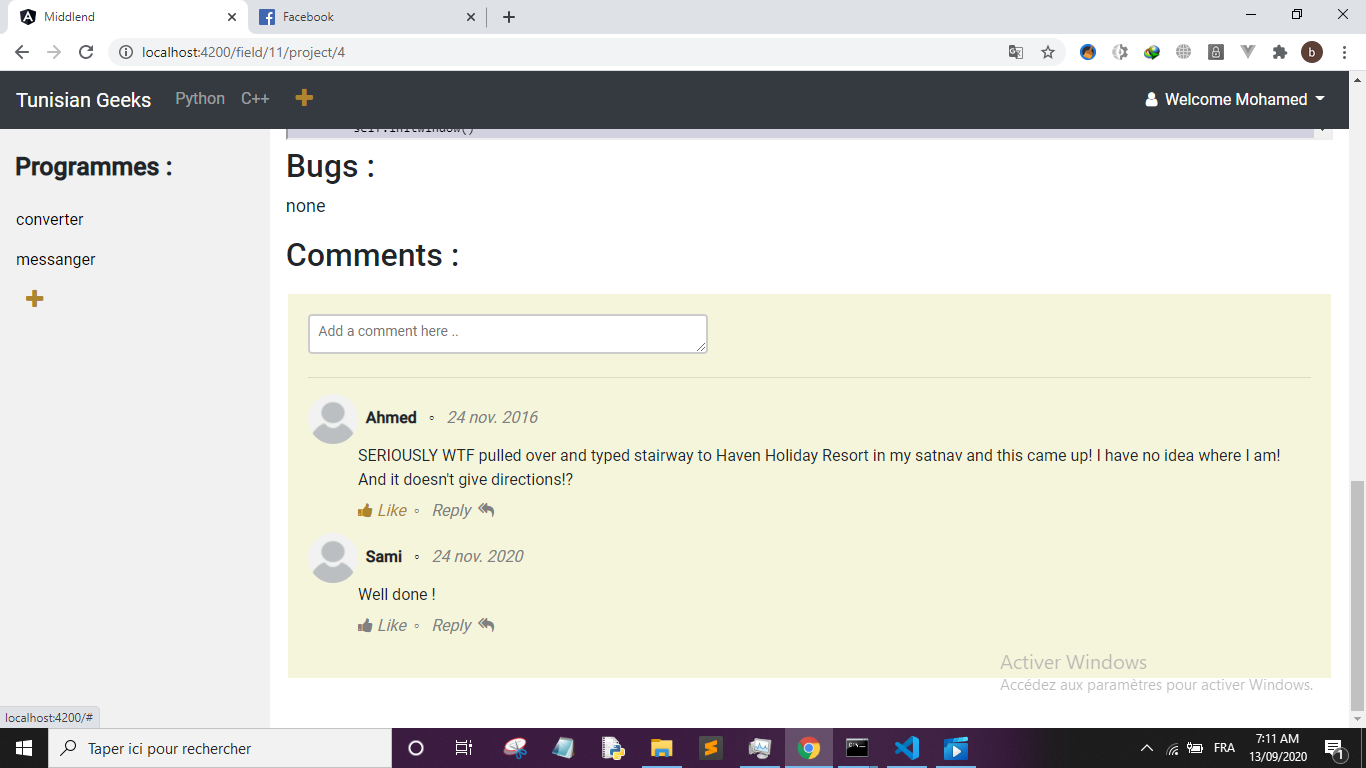 Middlend
Facebook
localhost:4200/field/11/project/4
b
Tunisian Geeks
Python
C++
Welcome Mohamed
Programmes :
converter
messanger
self.initwindow()
Bugs :
none
Comments :
Add a comment here ..
Ahmed ◦ 24 nov. 2016
SERIOUSLY WTF pulled over and typed stairway to Haven Holiday Resort in my satnav and this came up! I have no idea where I am!
And it doesn't give directions!?
Like ◦ Reply
Sami ◦ 24 nov. 2020
Well done !
Like ◦ Reply
Activer Windows
Accédez aux paramètres pour activer Windows.
localhost:4200/#
Taper ici pour rechercher
FRA
7:11 AM
13/09/2020
1